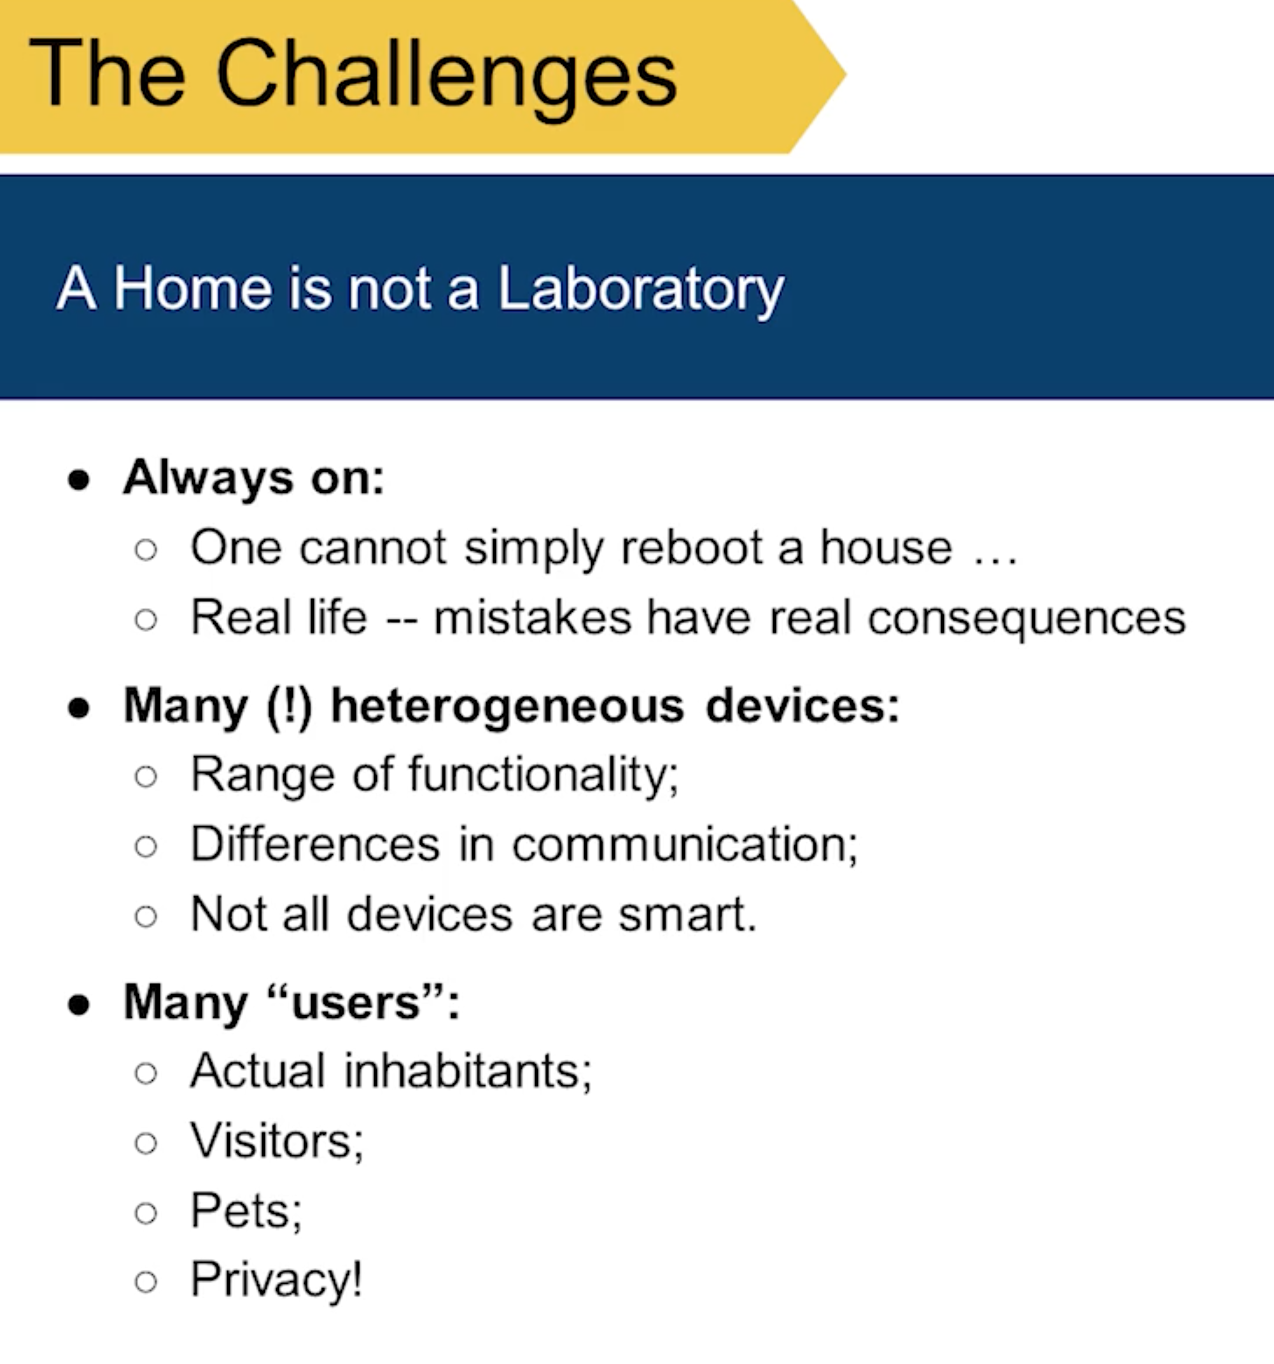 The Challenges
A Home is not a Laboratory
● Always on:
○ One cannot simply reboot a house …
○ Real life -- mistakes have real consequences
● Many (!) heterogeneous devices:
○ Range of functionality;
○ Differences in communication;
○ Not all devices are smart.
● Many “users”:
○ Actual inhabitants;
○ Visitors;
○ Pets;
○ Privacy!